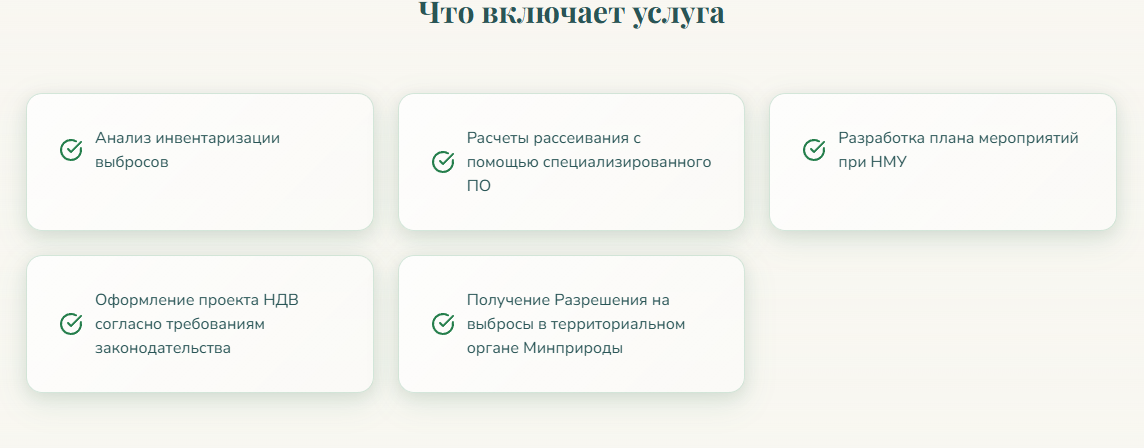 Что включает услуга
Анализ инвентаризации
выбросов
Расчеты рассеивания с
помощью специализированного
ПО
Разработка плана мероприятий
при НМУ
Оформление проекта НДВ
согласно требованиям
законодательства
Получение Разрешения на
выбросы в территориальном
органе Минприроды